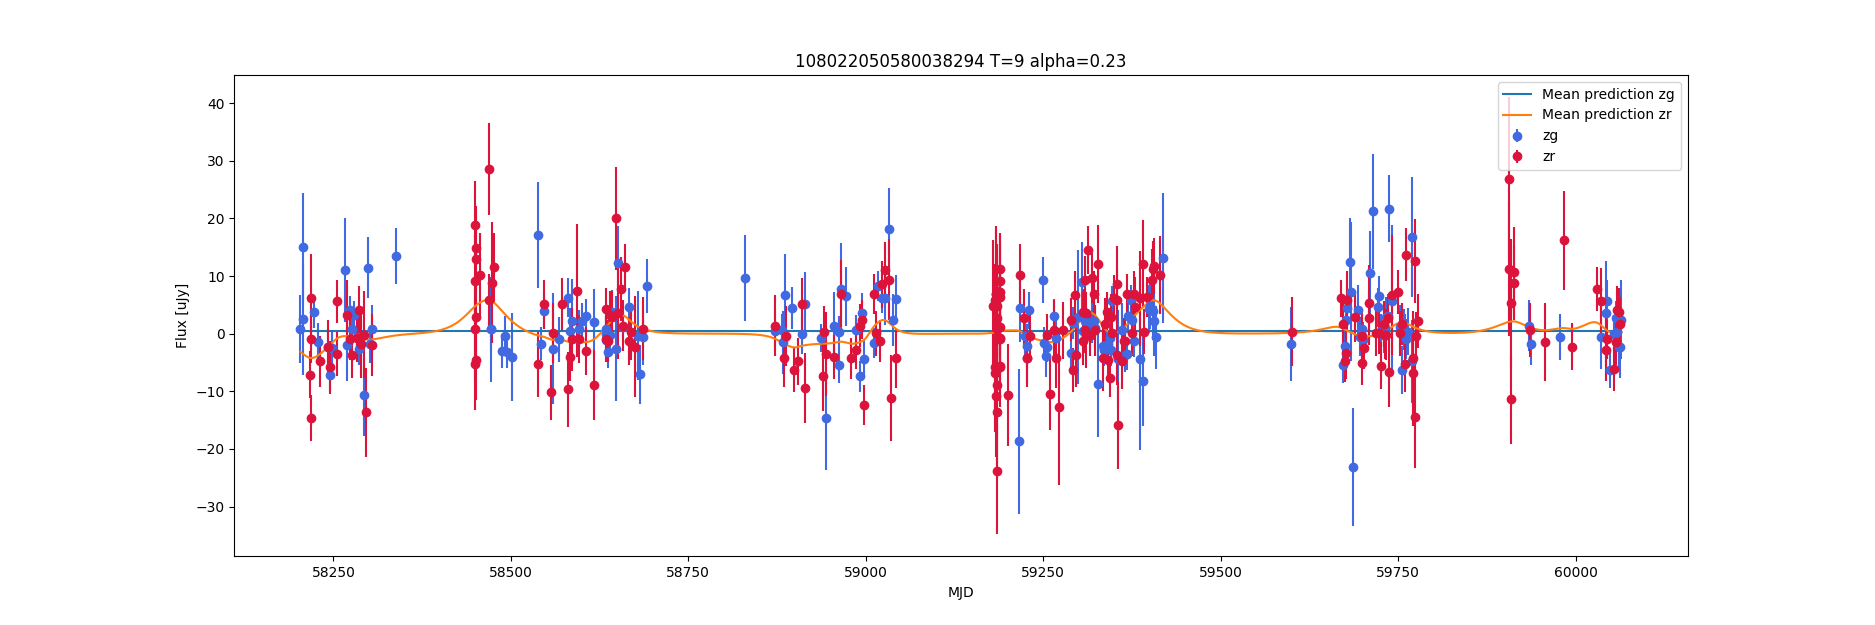 108022050580038294 T=9 alpha=0.23
Mean prediction zg
Mean prediction zr
zg
zr
Flux [uJy]
40
30
20
10
0
−10
−20
−30
58250
58500
58750
59000
59250
59500
59750
60000
MJD